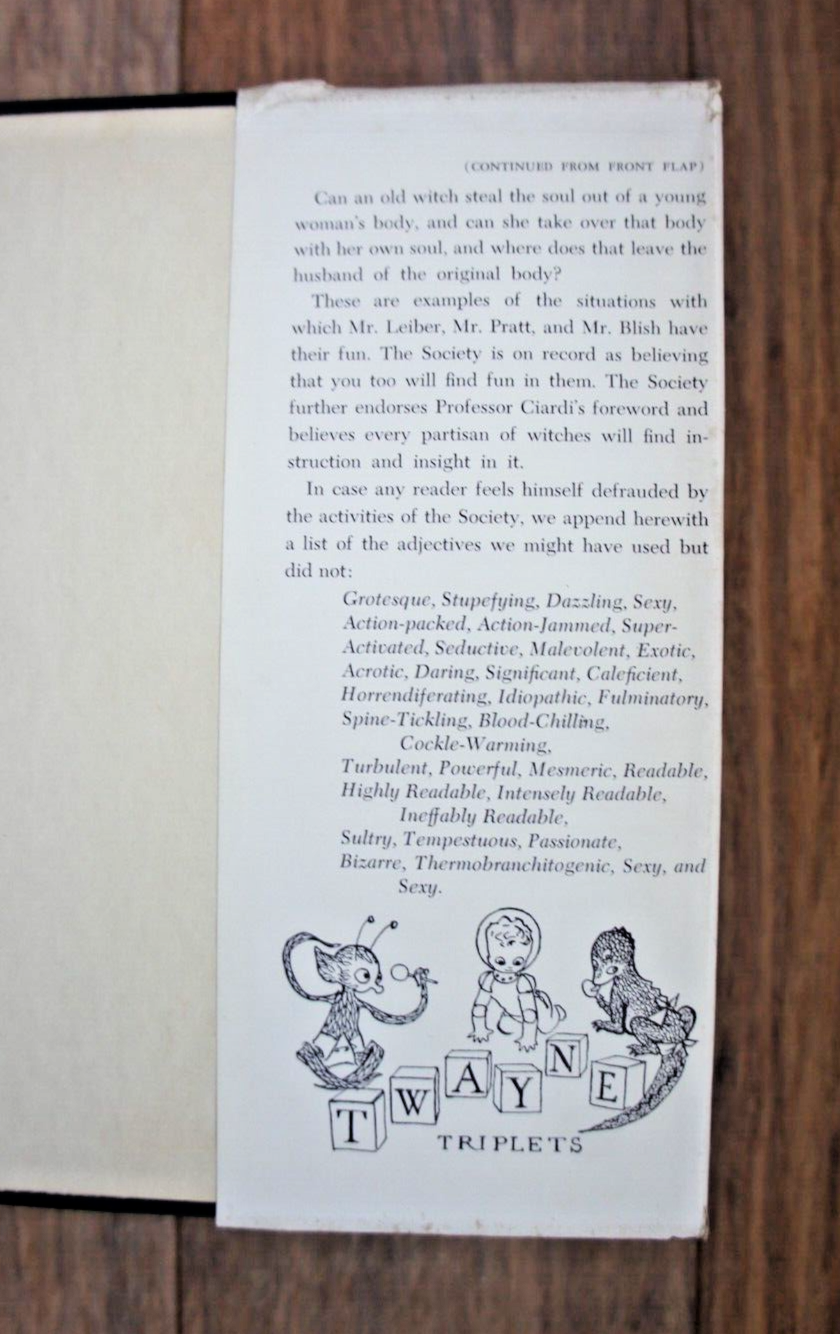 (CONTINUED FROM FRONT FLAP)
Can an old witch steal the soul out of a young
woman's body, and can she take over that body
with her own soul, and where does that leave the
husband of the original body?
These are examples of the situations with
which Mr. Leiber, Mr. Pratt, and Mr. Blish have
their fun. The Society is on record as believing
that you too will find fun in them. The Society
further endorses Professor Ciardi's foreword and
believes every partisan of witches will find in-
struction and insight in it.
In case any reader feels himself defrauded by
the activities of the Society, we append herewith
a list of the adjectives we might have used but
did not:
Grotesque, Stupefying, Dazzling, Sexy,
Action-packed, Action-Jammed, Super-
Activated, Seductive, Malevolent, Exotic,
Acrotic, Daring, Significant, Caleficient,
Horrendiferating, Idiopathic, Fulminatory,
Spine-Tickling, Blood-Chilling,
Cockle-Warming,
Turbulent, Powerful, Mesmeric, Readable,
Highly Readable, Intensely Readable,
Ineffably Readable,
Sultry, Tempestuous, Passionate,
Bizarre, Thermobranchitogenic, Sexy, and
Sexy.
TWAYNE
TRIPLETS